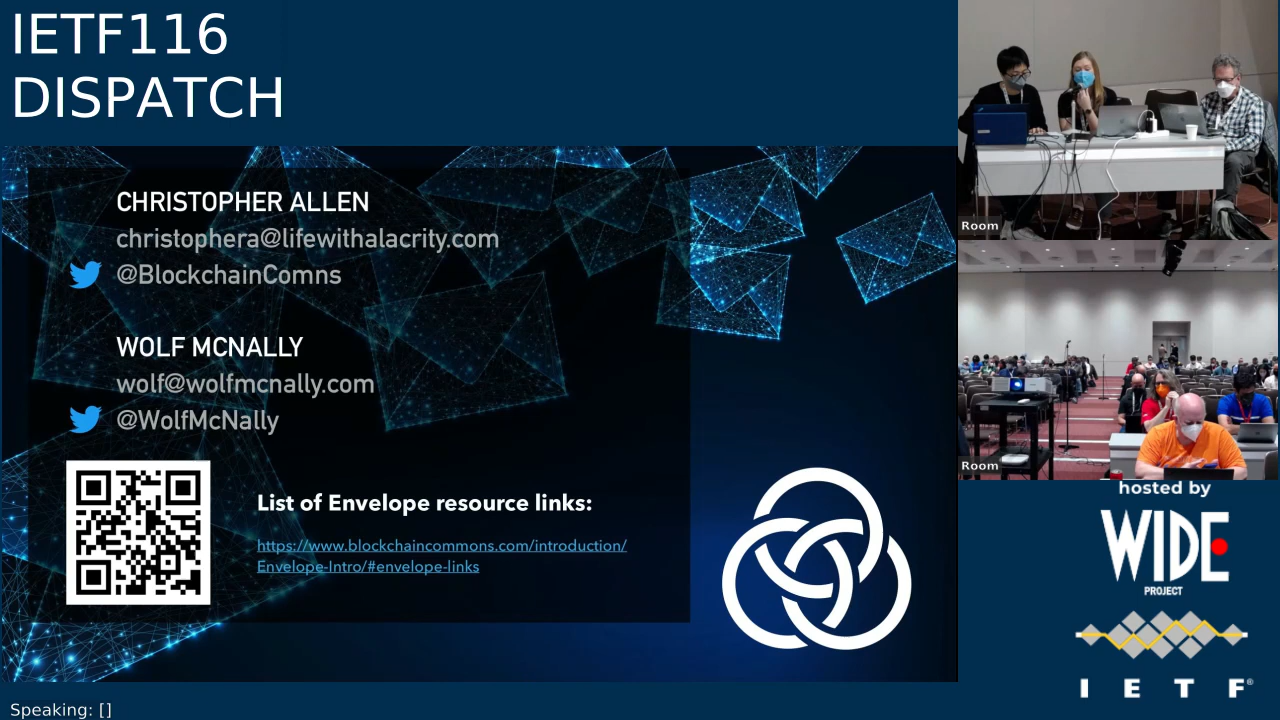 IETF116
DISPATCH
CHRISTOPHER ALLEN
christophera@lifewithalacrity.com
@BlockchainComns
WOLF MCNALLY
wolf@wolfmcnally.com
@WolfMcNally
List of Envelope resource links:
https://www.blockchaincommons.com/introduction/
Envelope-Intro/#envelope-links
Room
Room
hosted by
WIDE
PROJECT
I E T F®
Speaking: []